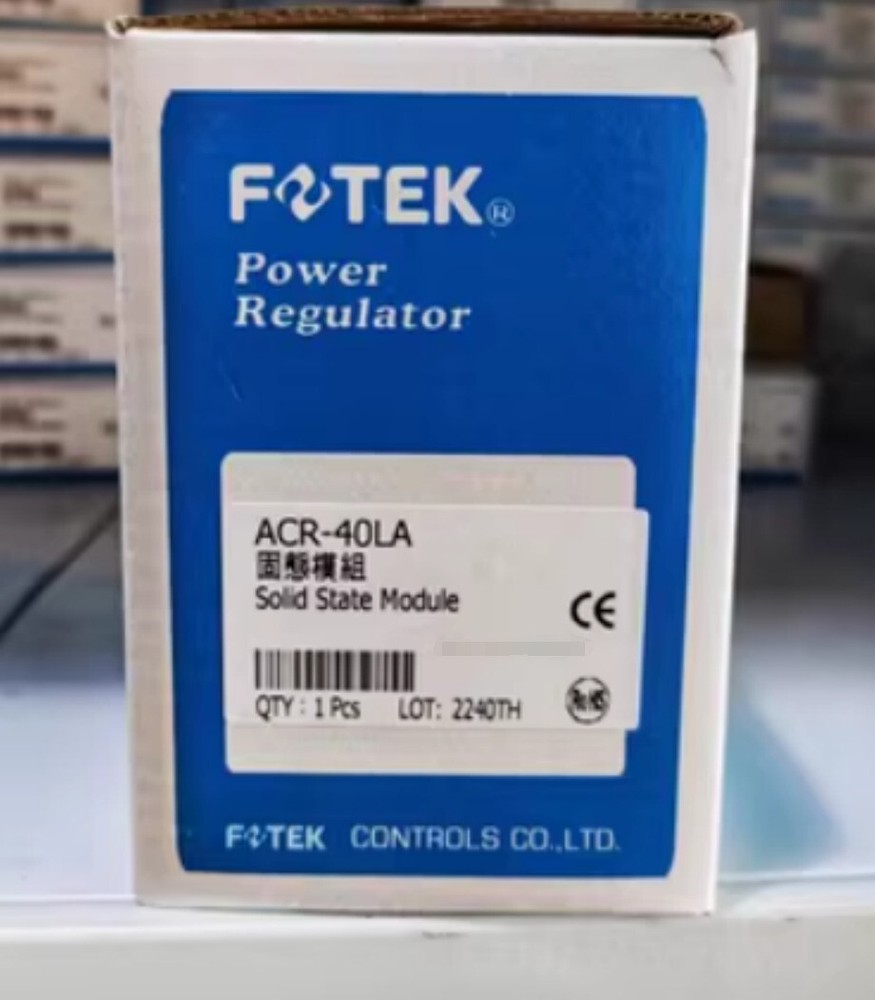 FOTEK®
Power
Regulator
ACR-40LA
固態模組
Solid State Module
CE
QTY : 1 Pcs LOT: 2240TH
RoHS
FOTEK CONTROLS CO.,LTD.